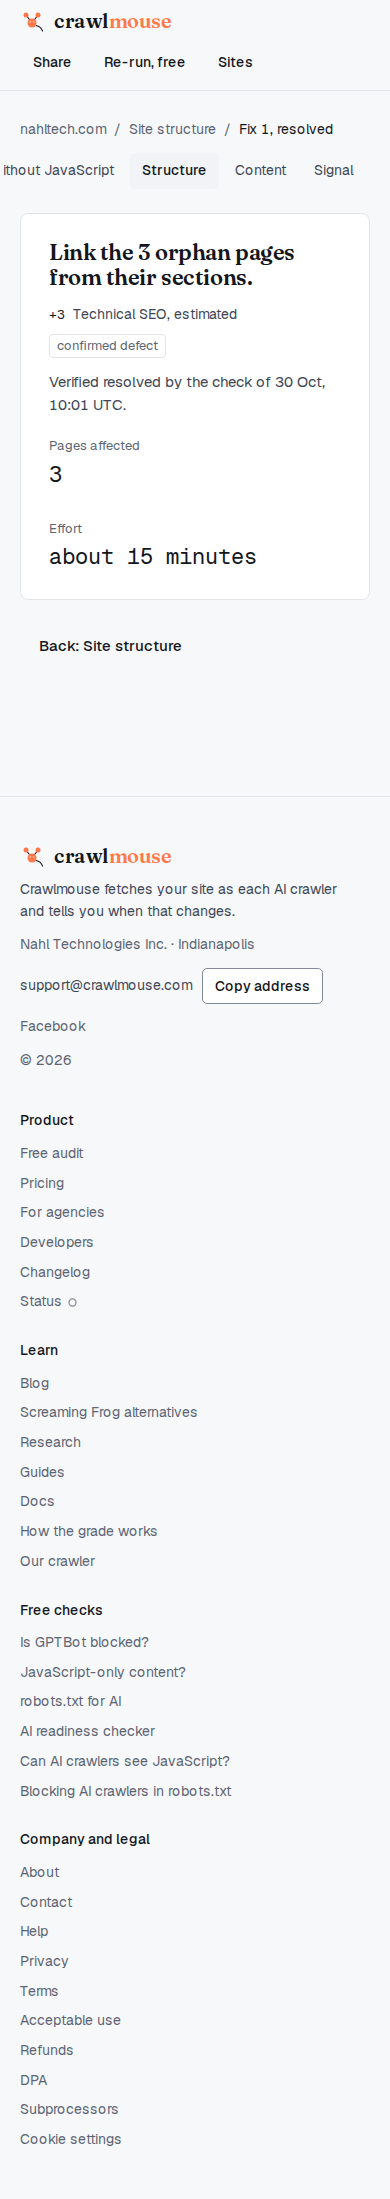 crawlmouse
Share Re-run, free Sites
nahltech.com / Site structure / Fix 1, resolved
ithout JavaScript Structure Content Signal
Link the 3 orphan pages
from their sections.
+3 Technical SEO, estimated
confirmed defect
Verified resolved by the check of 30 Oct,
10:01 UTC.
Pages affected
3
Effort
about 15 minutes
Back: Site structure
crawlmouse
Crawlmouse fetches your site as each AI crawler
and tells you when that changes.
Nahl Technologies Inc. · Indianapolis
support@crawlmouse.com Copy address
Facebook
© 2026
Product
Free audit
Pricing
For agencies
Developers
Changelog
Status
Learn
Blog
Screaming Frog alternatives
Research
Guides
Docs
How the grade works
Our crawler
Free checks
Is GPTBot blocked?
JavaScript-only content?
robots.txt for AI
AI readiness checker
Can AI crawlers see JavaScript?
Blocking AI crawlers in robots.txt
Company and legal
About
Contact
Help
Privacy
Terms
Acceptable use
Refunds
DPA
Subprocessors
Cookie settings